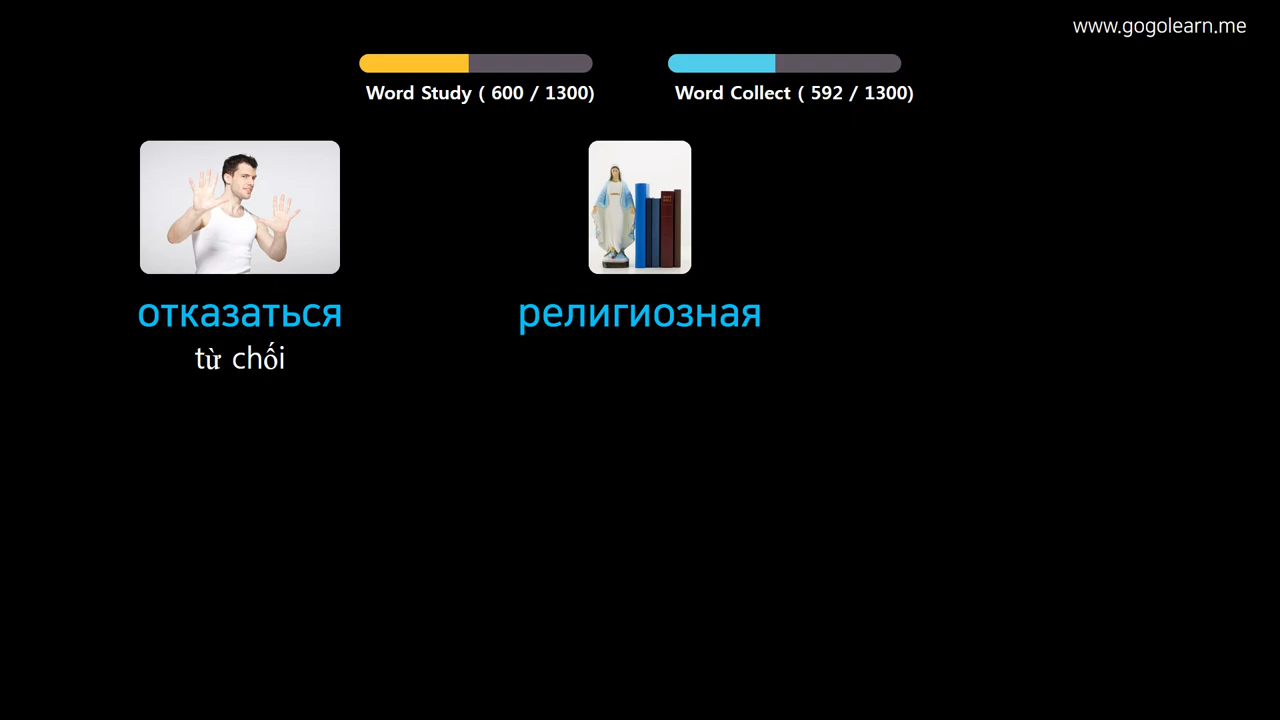 www.gogolearn.me
Word Study ( 600 / 1300)
Word Collect ( 592 / 1300)
отказаться
từ chối
религиозная